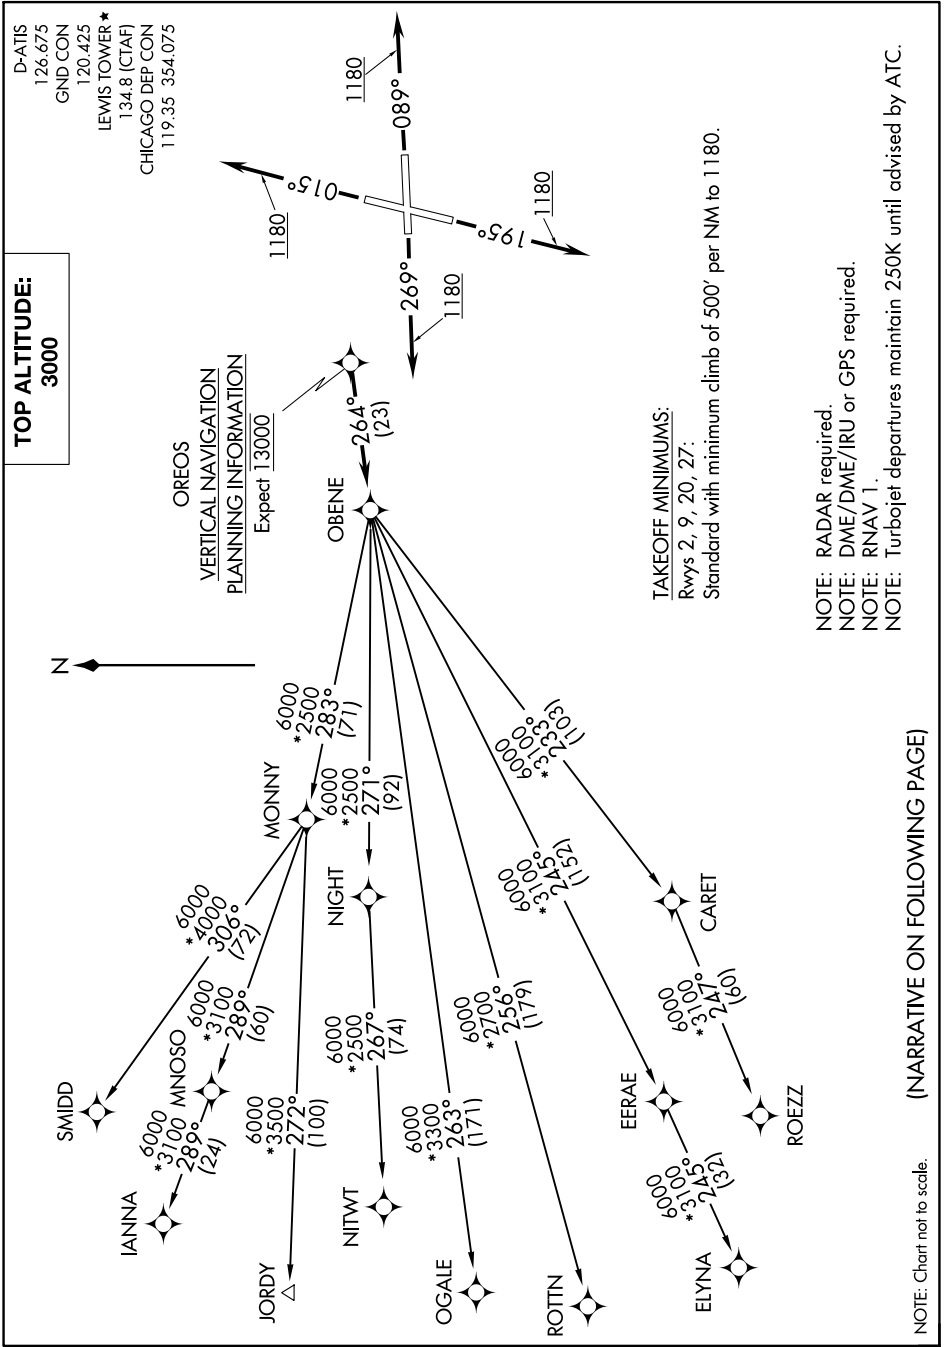 D-ATIS
126.675
GND CON
120.425
LEWIS TOWER★
134.8 (CTAF)
CHICAGO DEP CON
119.35 354.075
TOP ALTITUDE:
3000
015°
1180
089°
1180
195°
1180
269°
1180
OREOS
VERTICAL NAVIGATION
PLANNING INFORMATION
Expect 13000
264°
(23)
OBENE
N
6000
*2500
283°
(71)
MONNY
6000
*2500
271°
(92)
NIGHT
6000
*4000
306°
(72)
SMIDD
6000
*3100
289°
(60)
MNOSO
6000
*3100
289°
(24)
IANNA
6000
*3500
272°
(100)
JORDY
6000
*2500
267°
(74)
NITWT
6000
*3300
263°
(171)
OGALE
6000
*2700
256°
(179)
ROTTN
6000
*3100
245°
(152)
EERAE
6000
*3100
245°
(32)
ELYNA
6000
*3100
233°
(103)
CARET
6000
*3100
247°
(60)
ROEZZ
TAKEOFF MINIMUMS:
Rwys 2, 9, 20, 27:
Standard with minimum climb of 500' per NM to 1180.
NOTE: RADAR required.
NOTE: DME/DME/IRU or GPS required.
NOTE: RNAV 1.
NOTE: Turbojet departures maintain 250K until advised by ATC.
(NARRATIVE ON FOLLOWING PAGE)
NOTE: Chart not to scale.